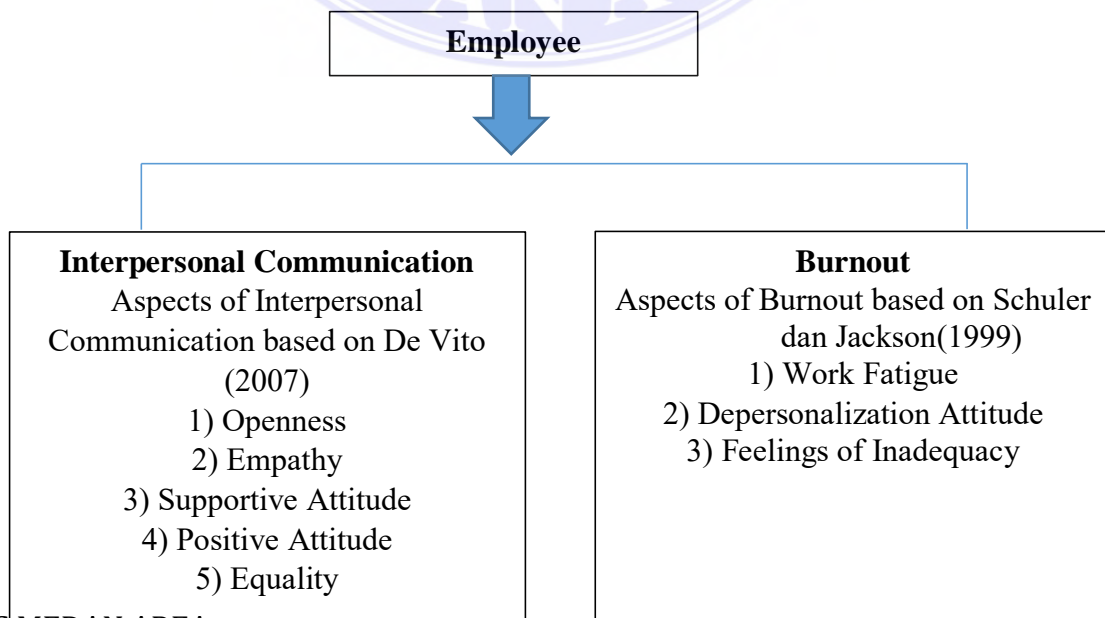 Employee
Interpersonal Communication
Aspects of Interpersonal
Communication based on De Vito
(2007)
1) Openness
2) Empathy
3) Supportive Attitude
4) Positive Attitude
5) Equality
Burnout
Aspects of Burnout based on Schuler
dan Jackson(1999)
1) Work Fatigue
2) Depersonalization Attitude
3) Feelings of Inadequacy